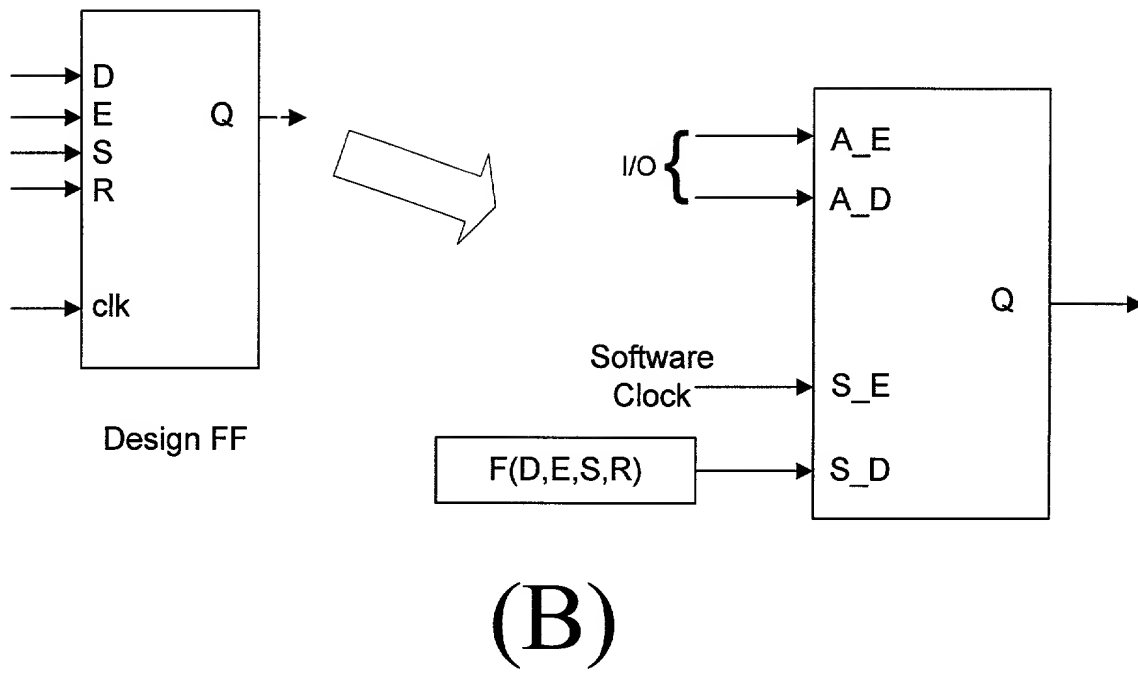 D
E
S
R
Q
clk
Design FF
I/O {
A_E
A_D
Q
Software
Clock
S_E
F(D,E,S,R)
S_D
(B)